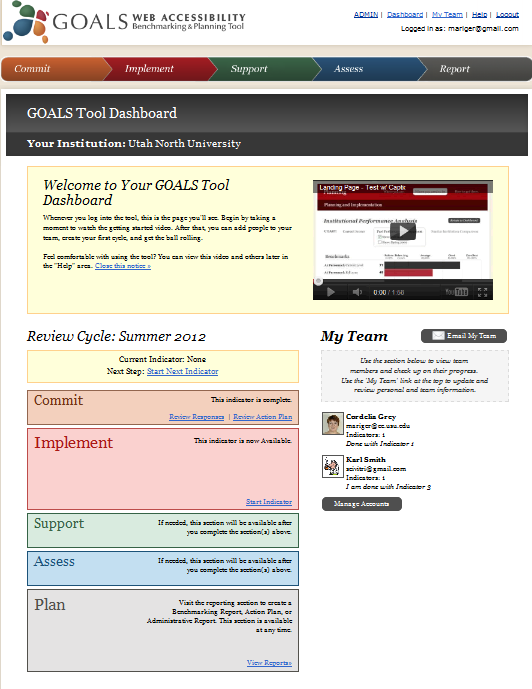 GOALS WEB ACCESSIBILITY
Benchmarking & Planning Tool
ADMIN | Dashboard | My Team | Help | Logout
Logged in as: mariger@gmail.com
Commit Implement Support Assess Report
GOALS Tool Dashboard
Your Institution: Utah North University
Welcome to Your GOALS Tool
Dashboard
Whenever you log into the tool, this is the page you'll see. Begin by taking a
moment to watch the getting started video. After that, you can add people to your
team, create your first cycle, and get the ball rolling.
Feel comfortable with using the tool? You can view this video and others later in
the "Help" area. Close this notice »
Landing Page - Test w/ Captx
Planning and Implementation
Institutional Performance Analysis
Benchmarks
0:00 / 1:50
YouTube
Review Cycle: Summer 2012
Current Indicator: None
Next Step: Start Next Indicator
Commit
This indicator is complete.
Review Responses | Review Action Plan
Implement
This indicator is now Available.
Start Indicator
Support
If needed, this section will be available after
you complete the section(s) above.
Assess
If needed, this section will be available after
you complete the section(s) above.
Plan
Visit the reporting section to create a
Benchmarking Report, Action Plan, or
Administrative Report. This section is available
at any time.
View Reports»
My Team
Email My Team
Use the section below to view team
members and check up on their progress.
Use the 'My Team' link at the top to update and
review personal and team information.
Cordelia Grey
mariger@cc.usu.edu
Indicators: 1
Done with Indicator 1
Karl Smith
scivitri@gmail.com
Indicators: 1
I am done with Indicator 3
Manage Accounts